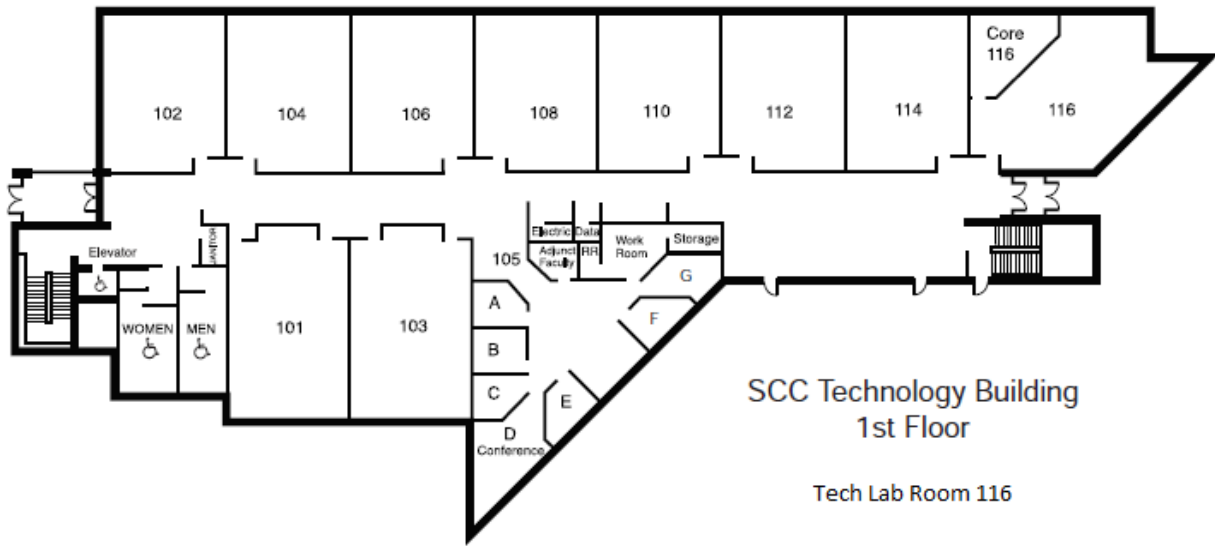 Core
116
102
104
106
108
110
112
114
116
Electric
Data
Elevator
JANITOR
Work
Room
Storage
Adjunct
Faculty
RR
105
G
A
F
WOMEN
MEN
101
103
B
C
E
D
Conference
SCC Technology Building
1st Floor
Tech Lab Room 116